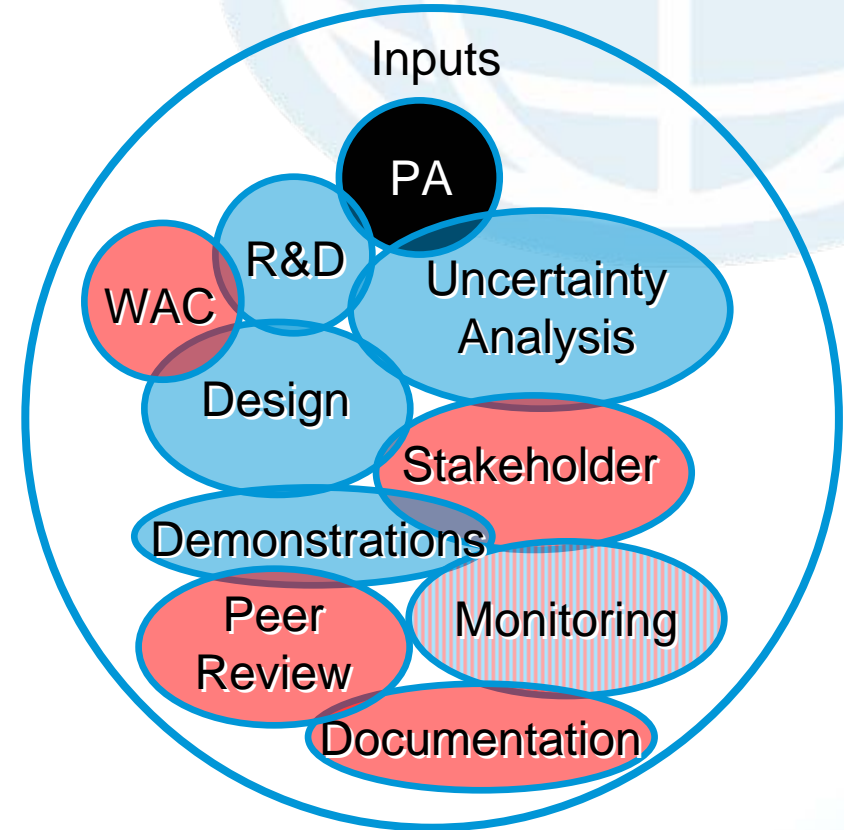 Inputs
PA
R&D
WAC
Uncertainty
Analysis
Design
Stakeholder
Demonstrations
Peer
Review
Monitoring
Documentation